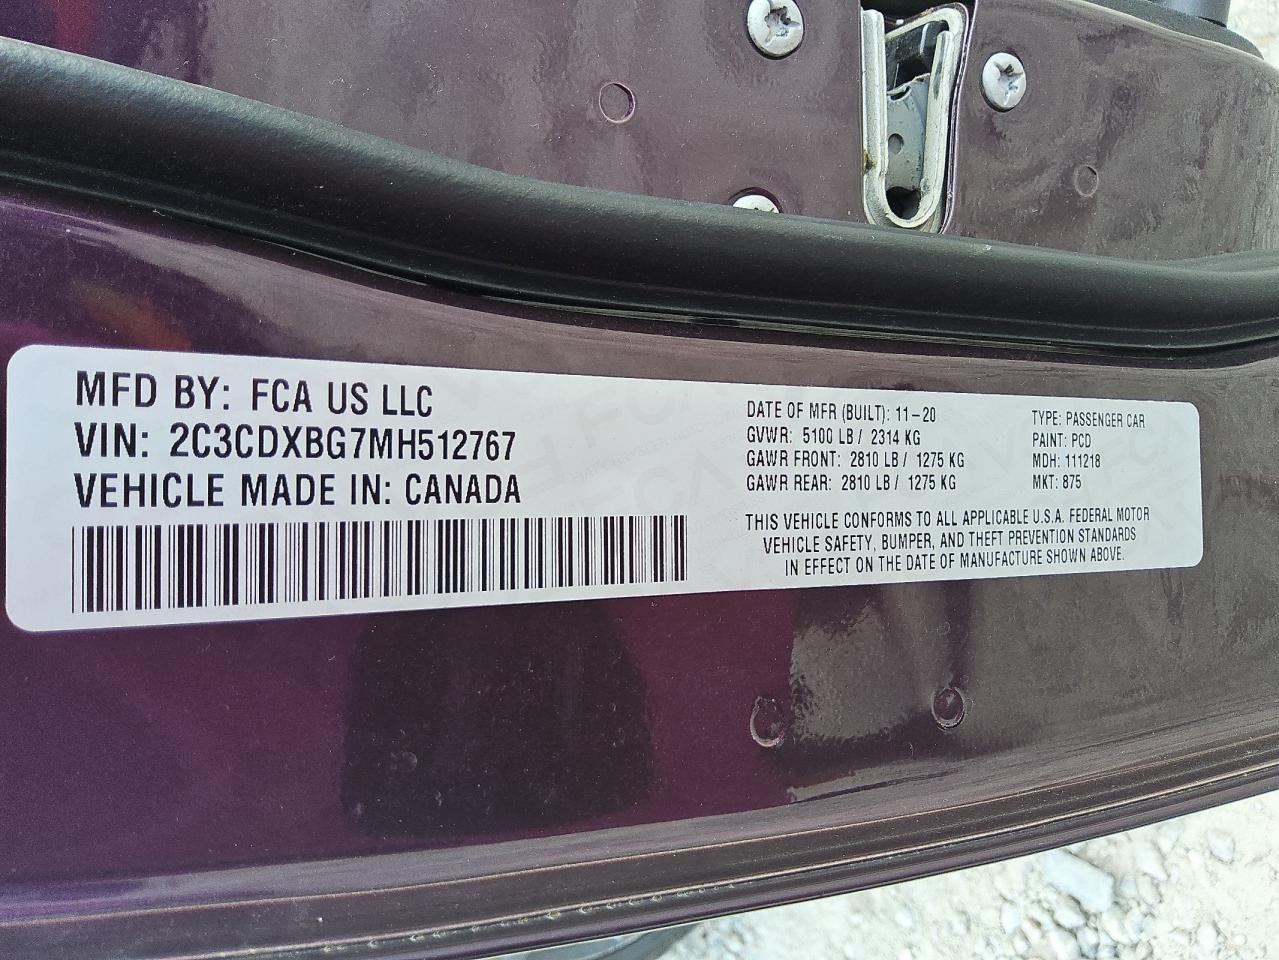 MFD BY: FCA US LLC
VIN: 2C3CDXBG7MH512767
VEHICLE MADE IN: CANADA
DATE OF MFR (BUILT): 11-20
GVWR: 5100 LB / 2314 KG
GAWR FRONT: 2810 LB / 1275 KG
GAWR REAR: 2810 LB / 1275 KG
TYPE: PASSENGER CAR
PAINT: PCD
MDH: 111218
MKT: 875
THIS VEHICLE CONFORMS TO ALL APPLICABLE U.S.A. FEDERAL MOTOR
VEHICLE SAFETY, BUMPER, AND THEFT PREVENTION STANDARDS
IN EFFECT ON THE DATE OF MANUFACTURE SHOWN ABOVE.